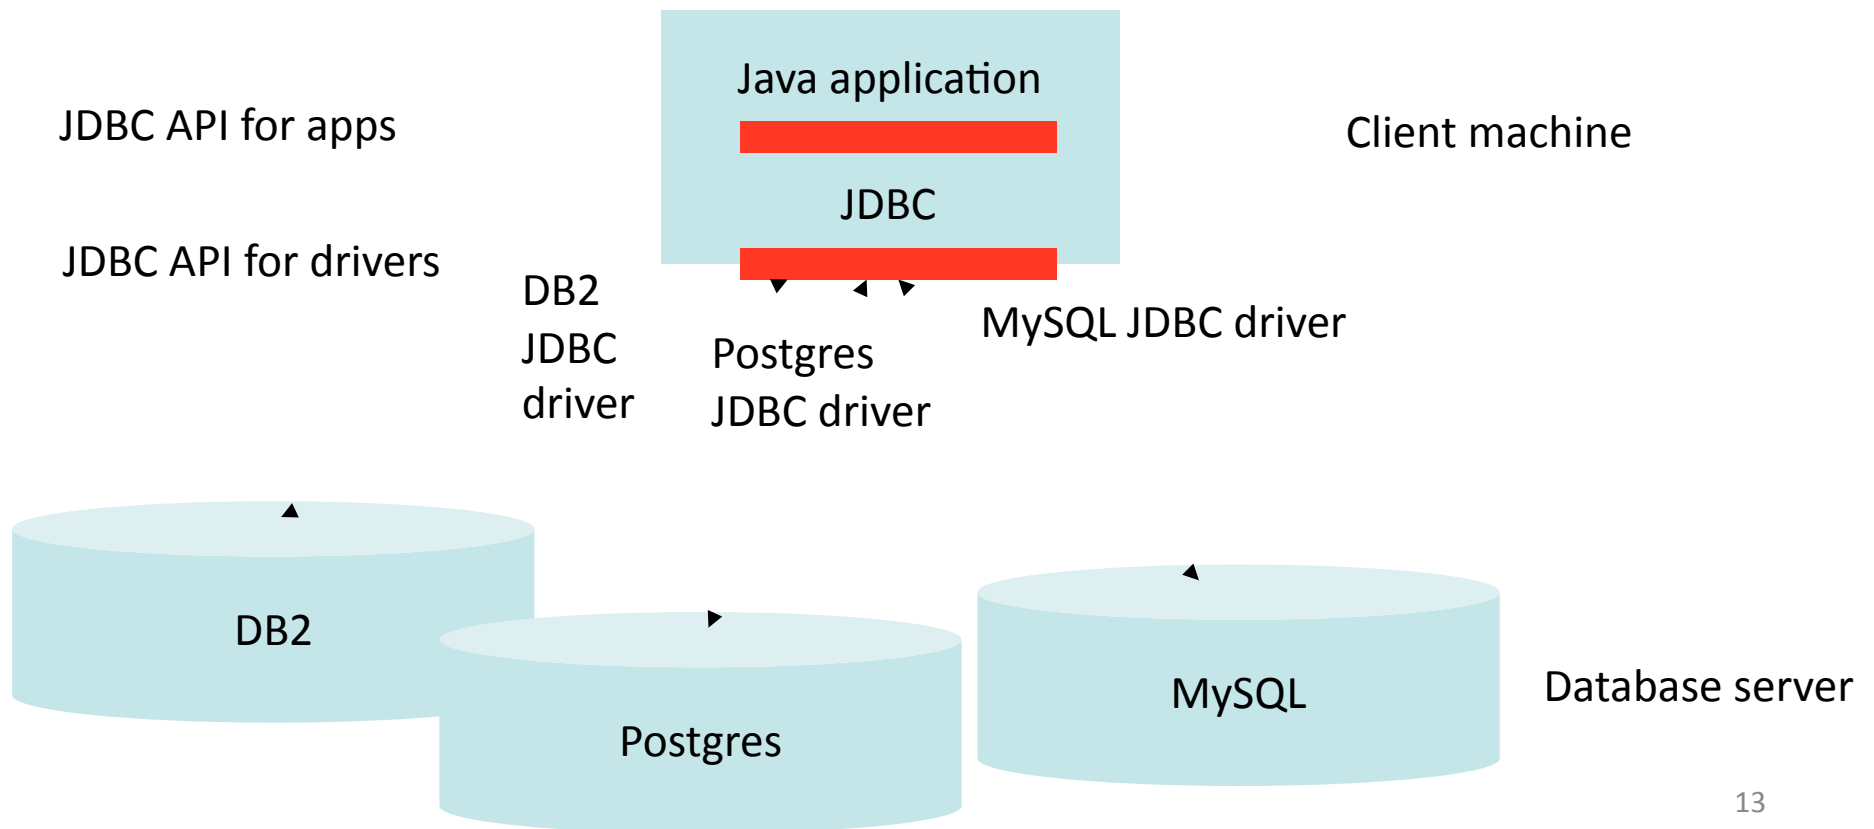 Java application
JDBC API for apps
Client machine
JDBC
JDBC API for drivers
DB2
JDBC
driver
Postgres
JDBC driver
MySQL JDBC driver
DB2
Postgres
MySQL
Database server
13